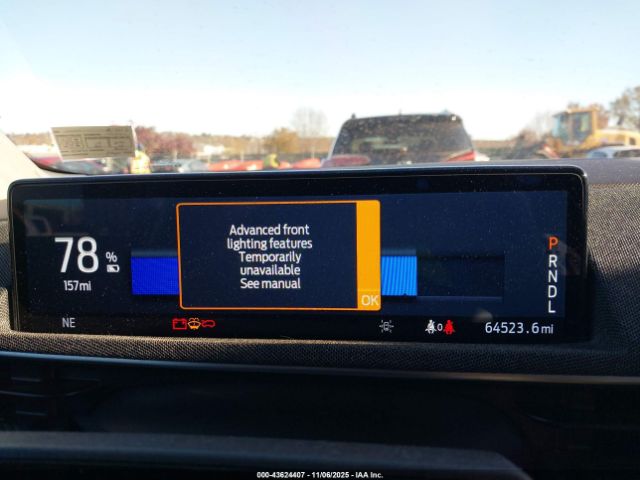 Advanced front
lighting features
Temporarily
unavailable
See manual
OK
78 %
157mi
P
R
N
D
L
NE
0
64523.6 mi
000-43624407 - 11/06/2025 - IAA Inc.